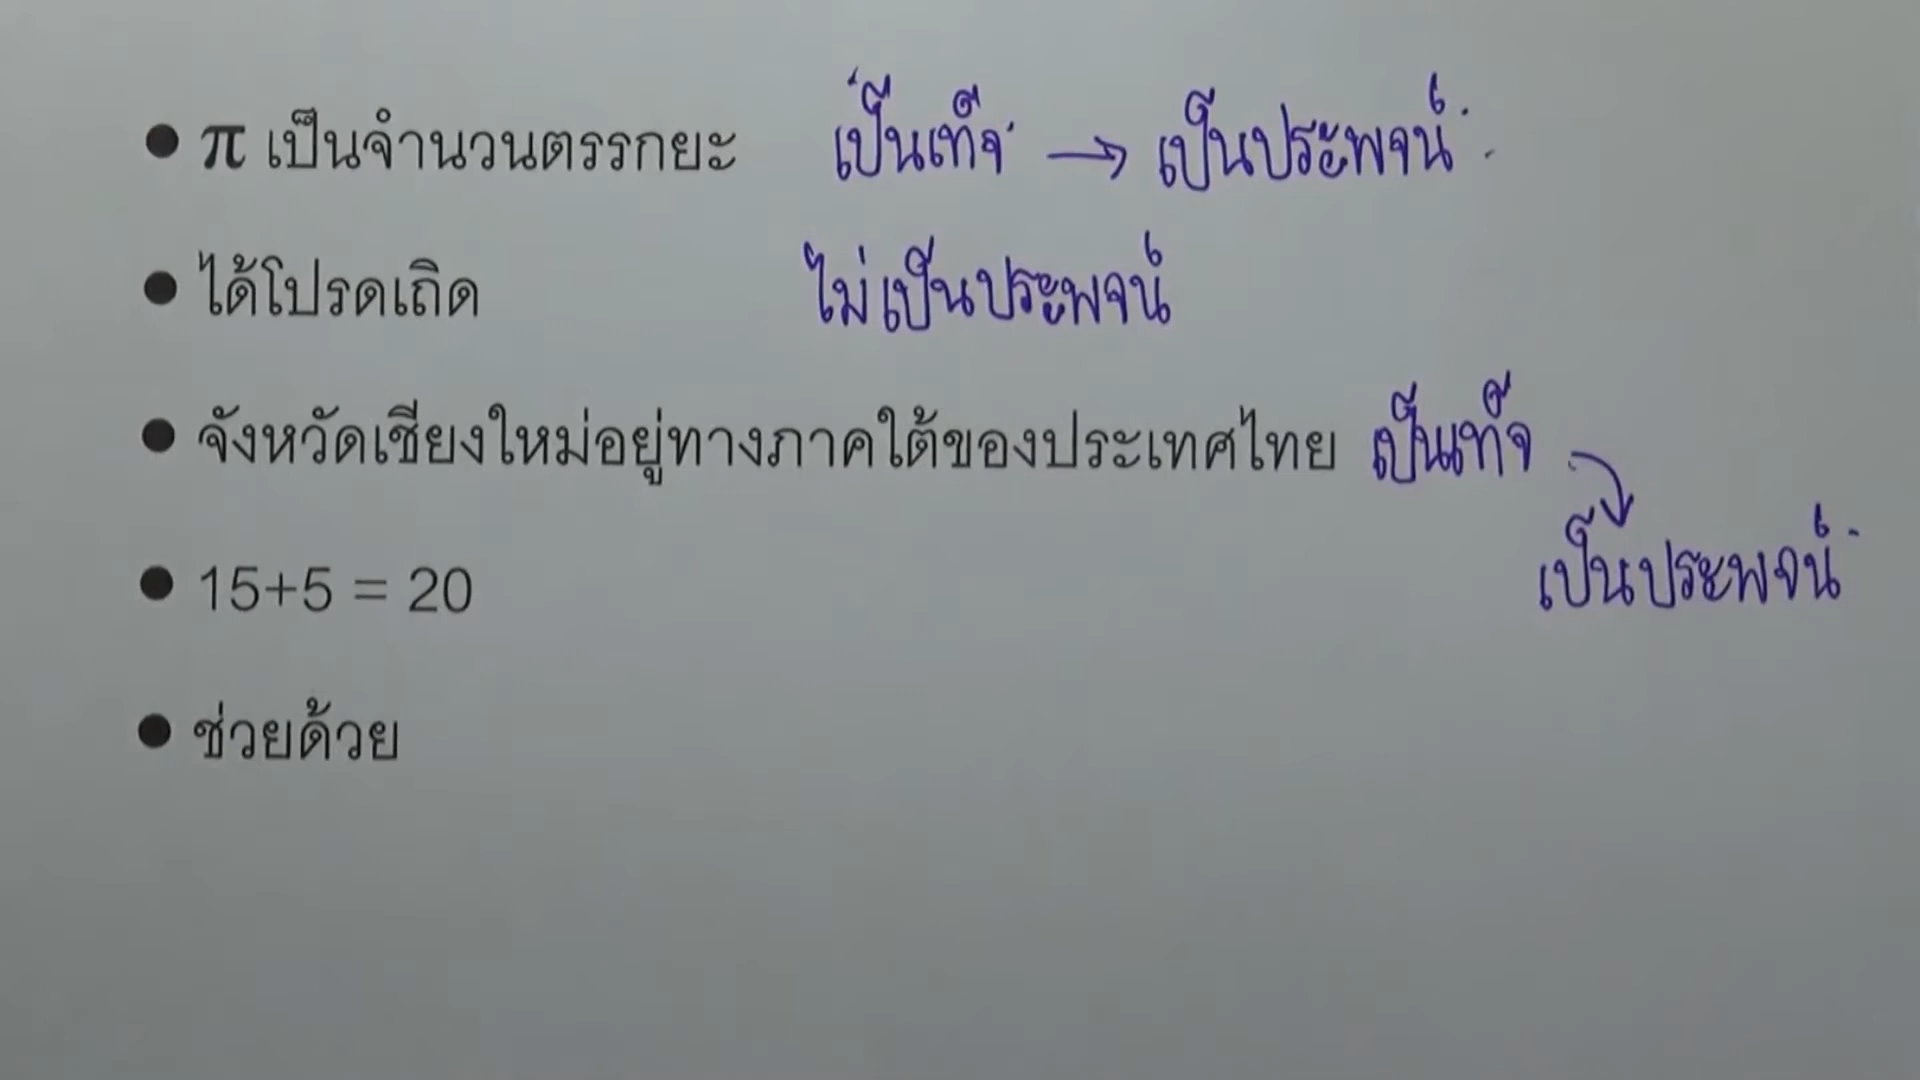 ● π เป็นจำนวนตรรกยะ เป็นเท็จ → เป็นประพจน์
● ได้โปรดเถิด ไม่เป็นประพจน์
● จังหวัดเชียงใหม่อยู่ทางภาคใต้ของประเทศไทย เป็นเท็จ
เป็นประพจน์
● 15+5 = 20
● ช่วยด้วย